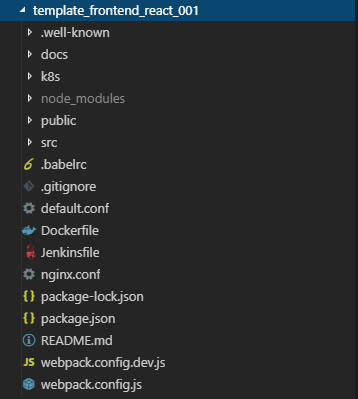 template_frontend_react_001
.well-known
docs
k8s
node_modules
public
src
.babelrc
.gitignore
default.conf
Dockerfile
Jenkinsfile
nginx.conf
package-lock.json
package.json
README.md
JS webpack.config.dev.js
webpack.config.js